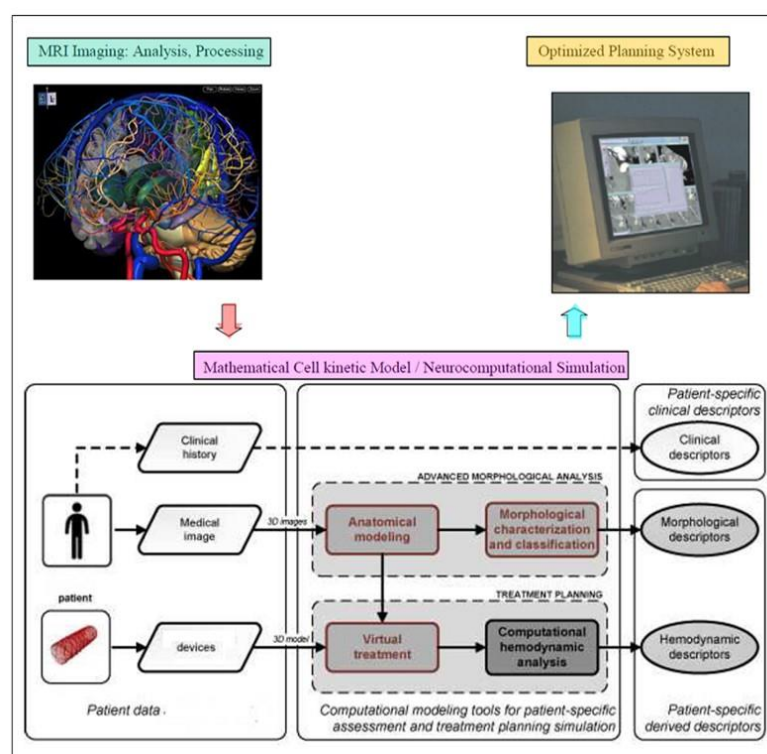 MRI Imaging: Analysis, Processing
Optimized Planning System
Mathematical Cell kinetic Model / Neurocomputational Simulation
Patient-specific
clinical descriptors
Clinical
history
Clinical
descriptors
ADVANCED MORPHOLOGICAL ANALYSIS
Medical
image
3D images
Anatomical
modeling
Morphological
characterization
and classification
Morphological
descriptors
patient
TREATMENT PLANNING
devices
3D model
Virtual
treatment
Computational
hemodynamic
analysis
Hemodynamic
descriptors
Patient data .
Computational modeling tools for patient-specific
assessment and treatment planning simulation
Patient-specific
derived descriptors